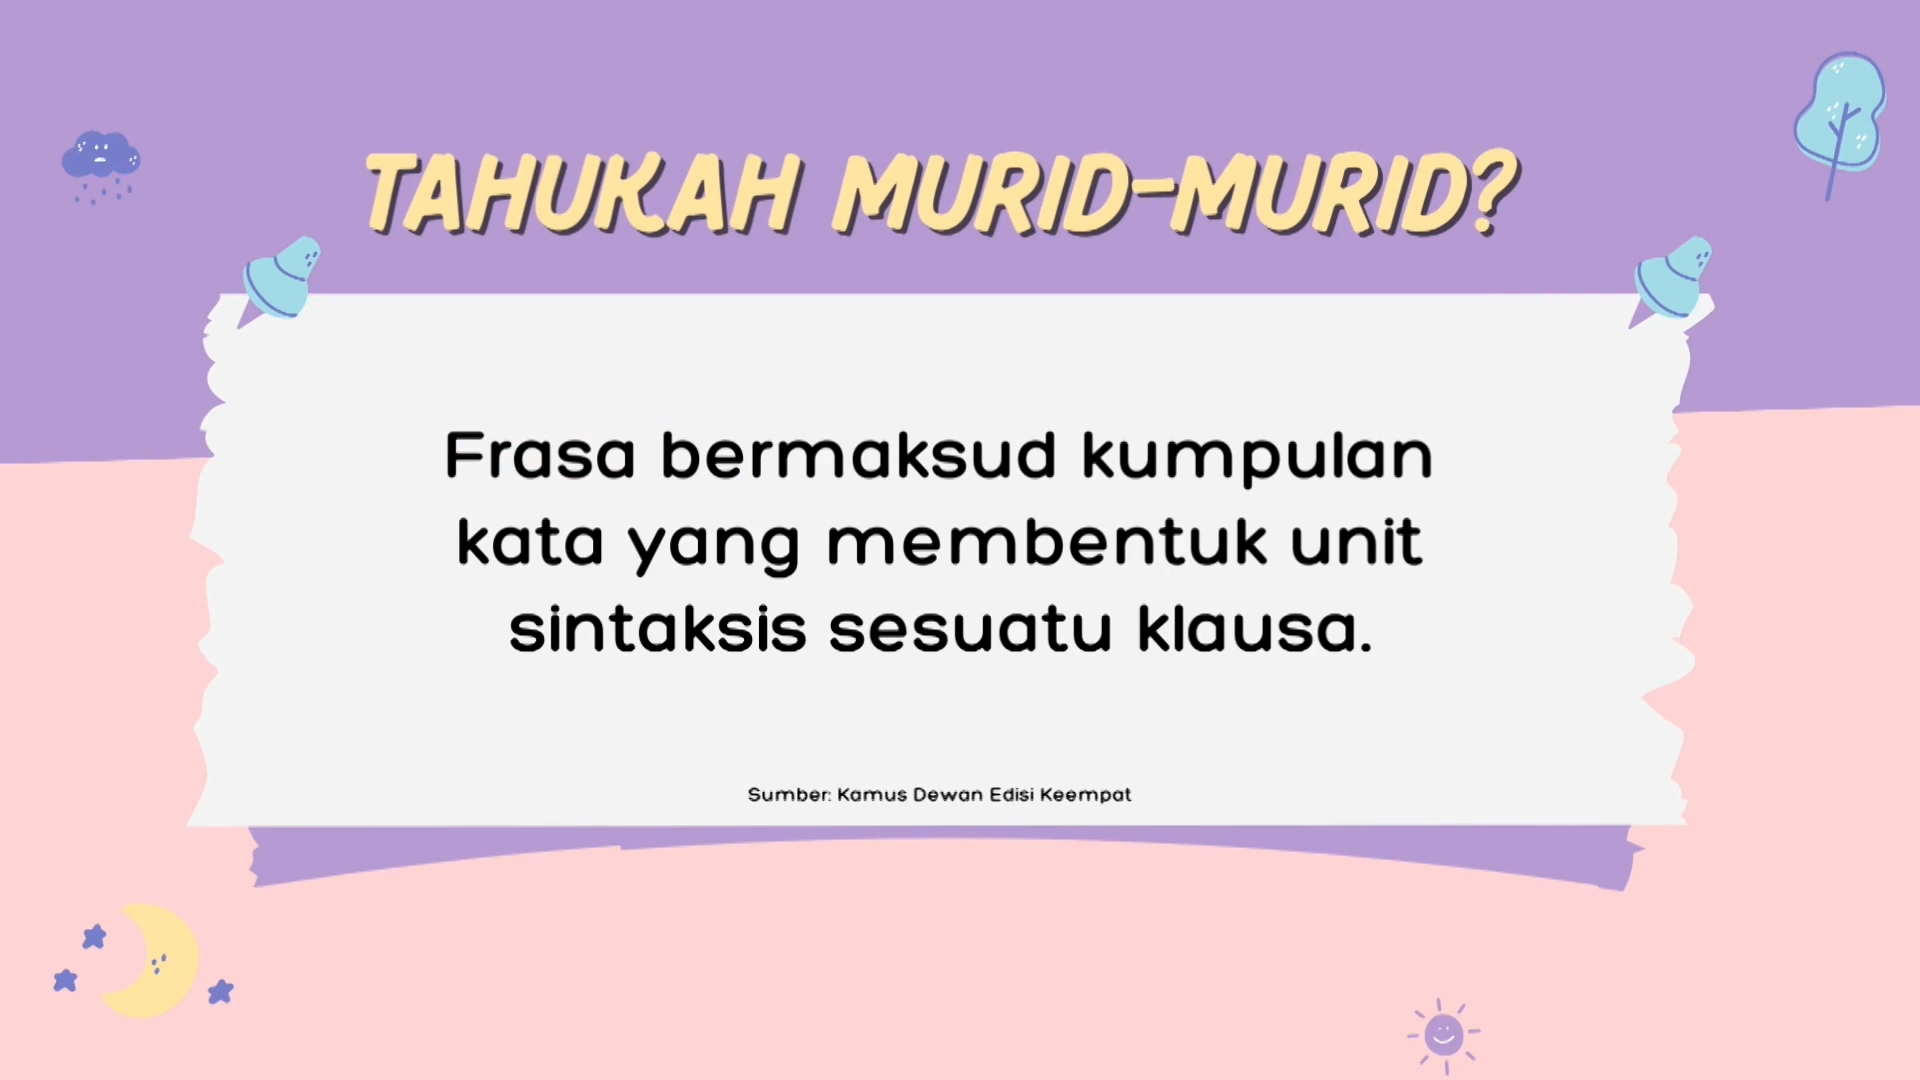 TAHUKAH MURID-MURID?
Frasa bermaksud kumpulan
kata yang membentuk unit
sintaksis sesuatu klausa.
Sumber: Kamus Dewan Edisi Keempat